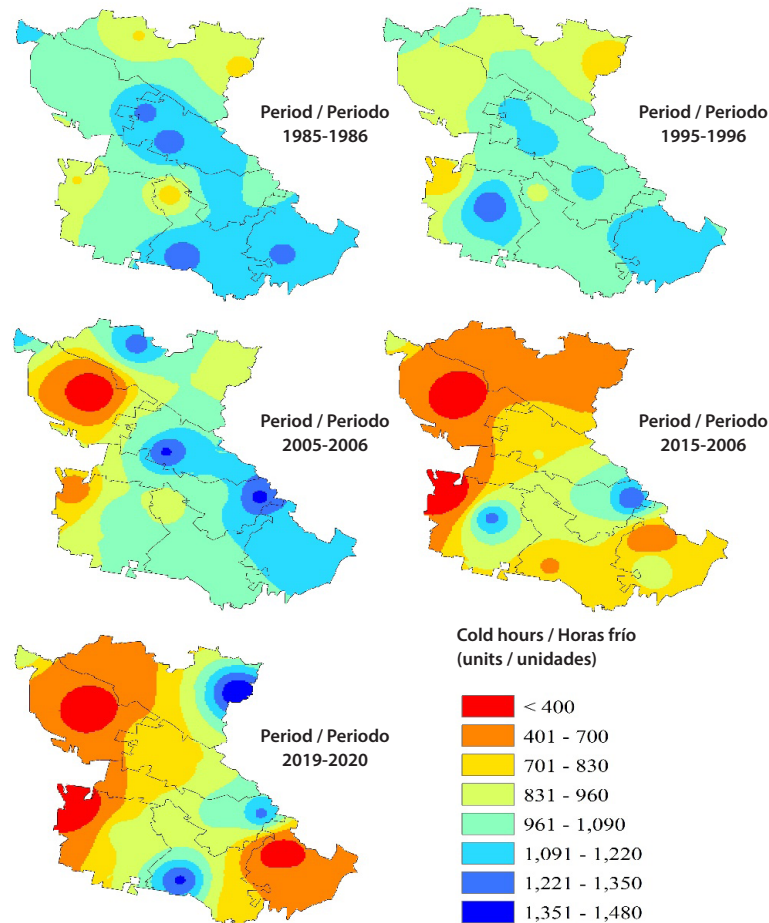 Period / Periodo
1985-1986
Period / Periodo
1995-1996
Period / Periodo
2005-2006
Period / Periodo
2015-2006
Period / Periodo
2019-2020
Cold hours / Horas frío
(units / unidades)
< 400
401 - 700
701 - 830
831 - 960
961 - 1,090
1,091 - 1,220
1,221 - 1,350
1,351 - 1,480